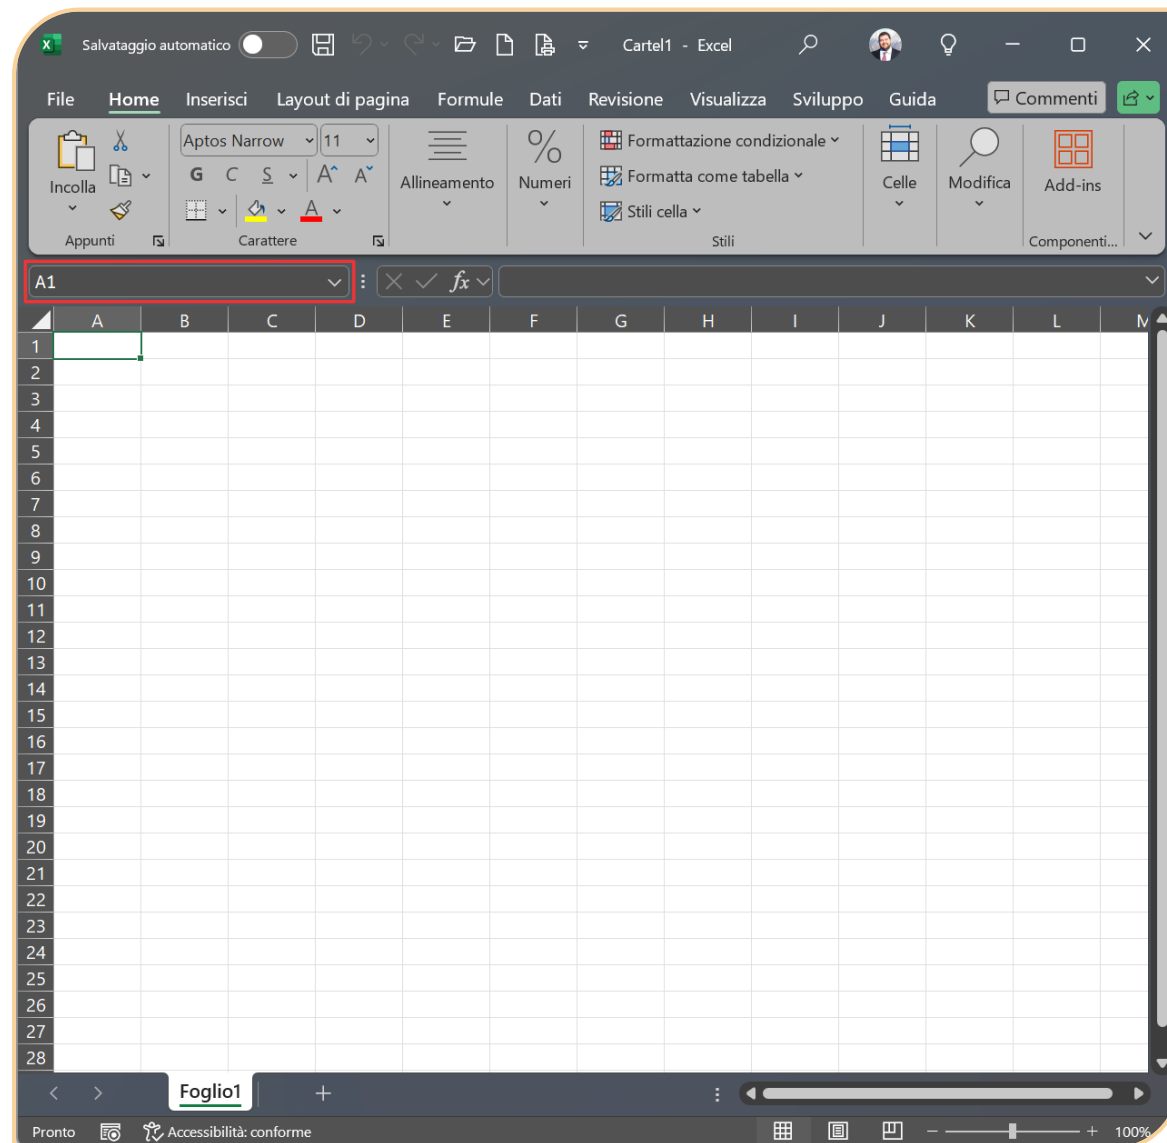 Salvataggio automatico Cartel1 - Excel
File Home Inserisci Layout di pagina Formule Dati Revisione Visualizza Sviluppo Guida Commenti
Incolla
Appunti
Aptos Narrow 11
G C S A A
A
Carattere
Allineamento
%
Numeri
Formattazione condizionale
Formatta come tabella
Stili cella
Stili
Celle
Modifica
Add-ins
Componenti...
A1 fx
A B C D E F G H I J K L M
1
2
3
4
5
6
7
8
9
10
11
12
13
14
15
16
17
18
19
20
21
22
23
24
25
26
27
28
Foglio1
Pronto Accessibilità: conforme 100%